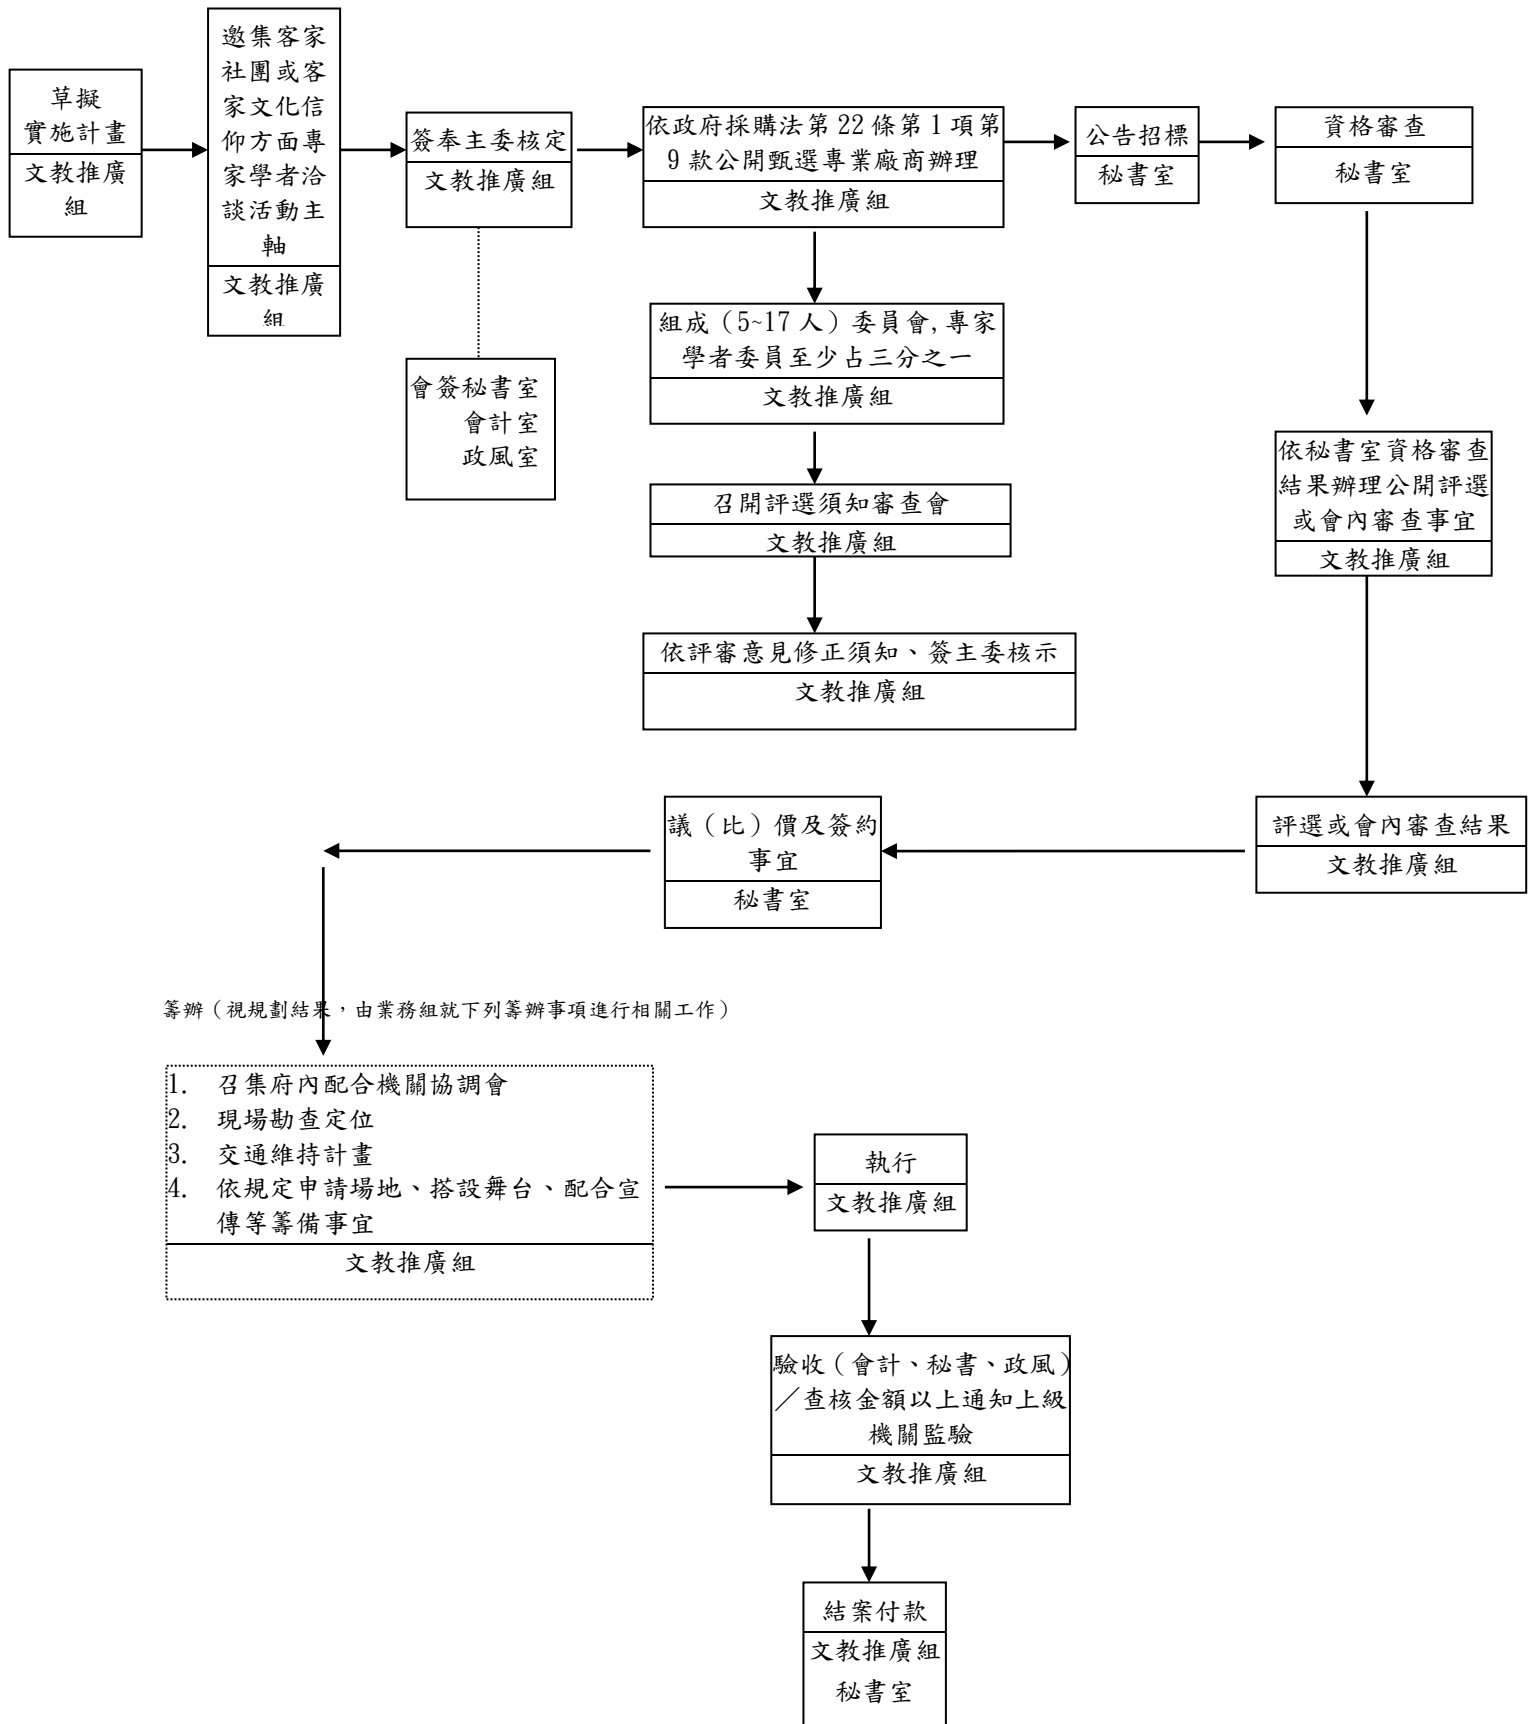 草擬
實施計畫
文教推廣
組
邀集客家
社團或客
家文化信
仰方面專
家學者洽
談活動主
軸
文教推廣
組
簽奉主委核定
文教推廣組
會簽秘書室
會計室
政風室
依政府採購法第22條第1項第
9款公開甄選專業廠商辦理
文教推廣組
公告招標
秘書室
資格審查
秘書室
組成（5~17人）委員會,專家
學者委員至少占三分之一
文教推廣組
召開評選須知審查會
文教推廣組
依評審意見修正須知、簽主委核示
文教推廣組
依秘書室資格審查
結果辦理公開評選
或會內審查事宜
文教推廣組
評選或會內審查結果
文教推廣組
議（比）價及簽約
事宜
秘書室
籌辦（視規劃結果，由業務組就下列籌辦事項進行相關工作）
1. 召集府內配合機關協調會
2. 現場勘查定位
3. 交通維持計畫
4. 依規定申請場地、搭設舞台、配合宣
傳等籌備事宜
文教推廣組
執行
文教推廣組
驗收（會計、秘書、政風）
／查核金額以上通知上級
機關監驗
文教推廣組
結案付款
文教推廣組
秘書室